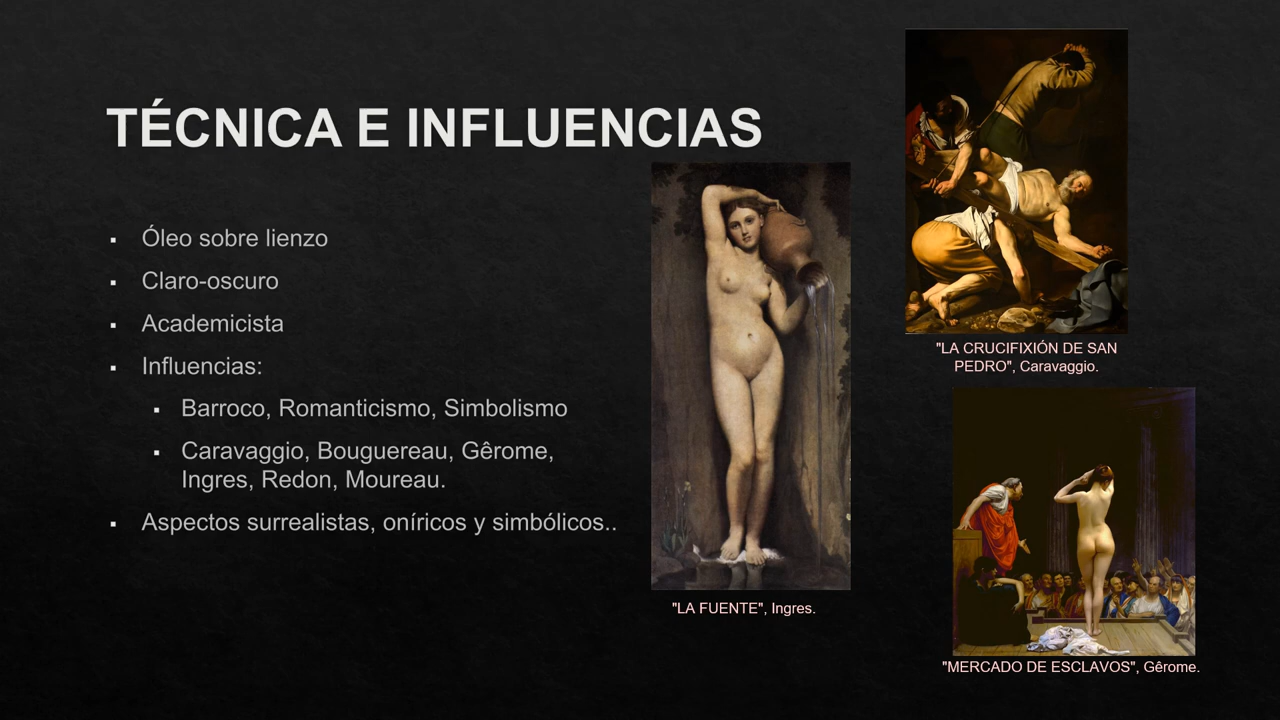 TÉCNICA E INFLUENCIAS
Óleo sobre lienzo
Claro-oscuro
Academicista
Influencias:
Barroco, Romanticismo, Simbolismo
Caravaggio, Bouguereau, Gêrome,
Ingres, Redon, Moureau.
Aspectos surrealistas, oníricos y simbólicos..
"LA FUENTE", Ingres.
"LA CRUCIFIXIÓN DE SAN
PEDRO", Caravaggio.
"MERCADO DE ESCLAVOS", Gêrome.